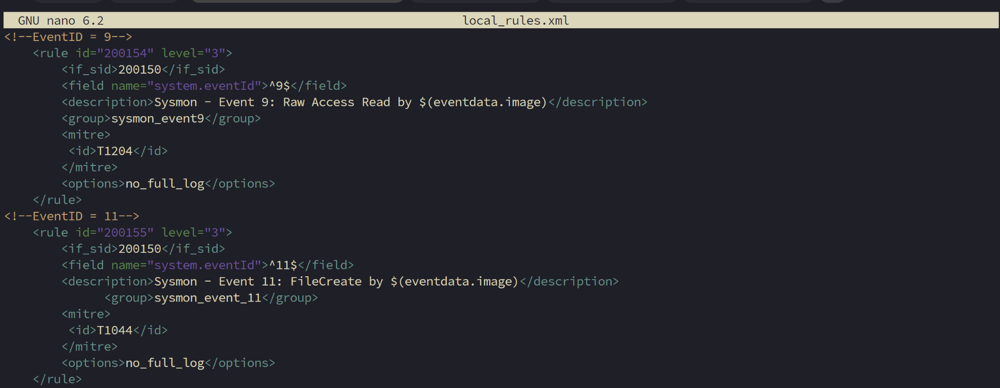 GNU nano 6.2 local_rules.xml
<!--EventID = 9-->
<rule id="200154" level="3">
<if_sid>200150</if_sid>
<field name="system.eventId">^9$</field>
<description>Sysmon - Event 9: Raw Access Read by $(eventdata.image)</description>
<group>sysmon_event9</group>
<mitre>
<id>T1204</id>
</mitre>
<options>no_full_log</options>
</rule>
<!--EventID = 11-->
<rule id="200155" level="3">
<if_sid>200150</if_sid>
<field name="system.eventId">^11$</field>
<description>Sysmon - Event 11: FileCreate by $(eventdata.image)</description>
<group>sysmon_event_11</group>
<mitre>
<id>T1044</id>
</mitre>
<options>no_full_log</options>
</rule>